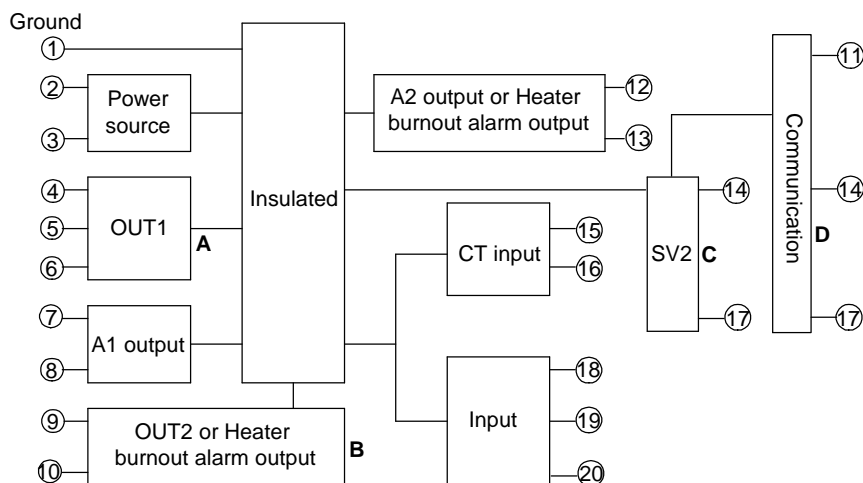 Ground
1
2
3
Power
source
4
5
6
OUT1
A
7
8
A1 output
9
10
OUT2 or Heater
burnout alarm output
B
Insulated
A2 output or Heater
burnout alarm output
12
13
CT input
15
16
Input
18
19
20
SV2
14
C
17
Communication
11
14
D
17